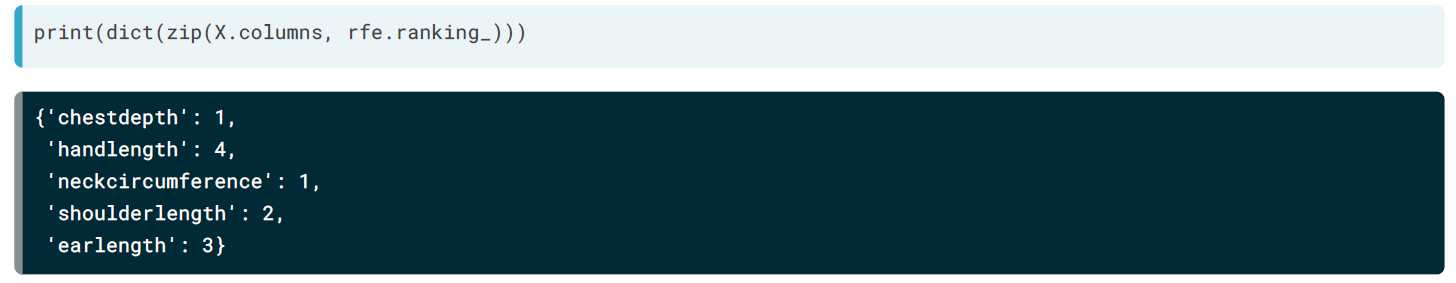 print(dict(zip(X.columns, rfe.ranking_)))
{'chestdepth': 1,
 'handlength': 4,
 'neckcircumference': 1,
 'shoulderlength': 2,
 'earlength': 3}